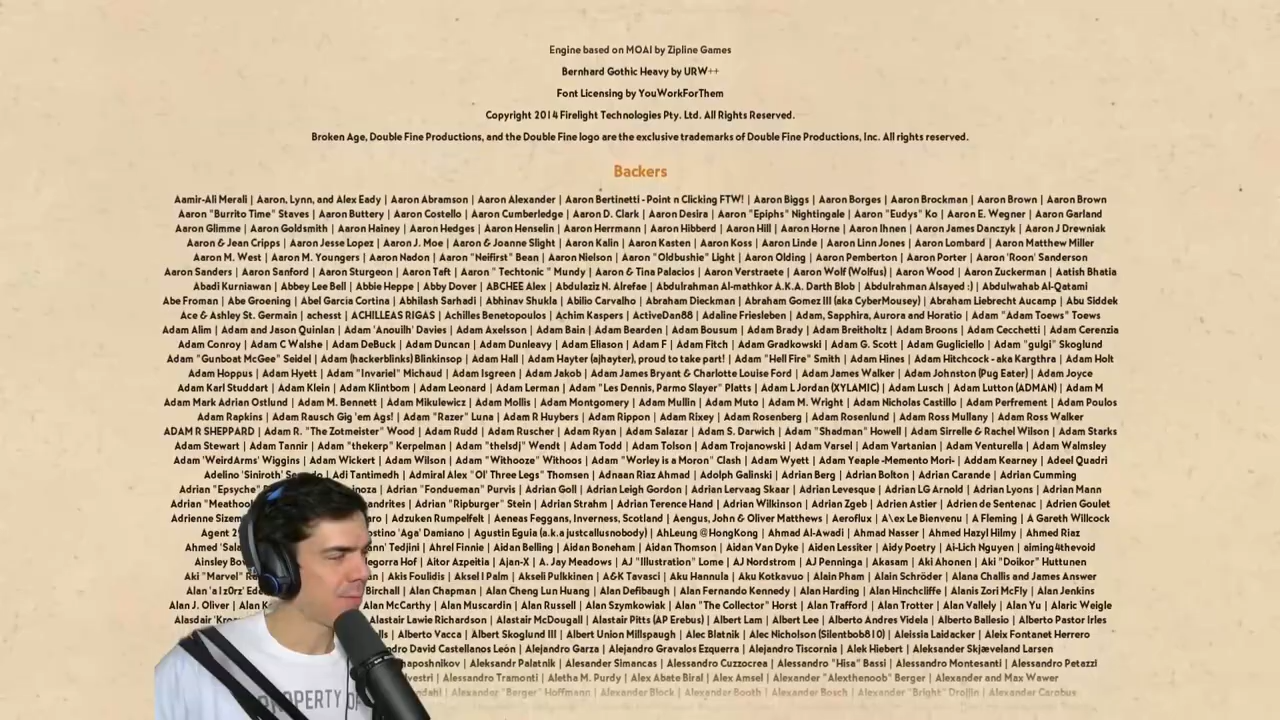 Engine based on MOAI by Zipline Games
Bernhard Gothic Heavy by URW++
Font Licensing by YouWorkForThem
Copyright 2014 Firelight Technologies Pty. Ltd. All Rights Reserved.
Broken Age, Double Fine Productions, and the Double Fine logo are the exclusive trademarks of Double Fine Productions, Inc. All rights reserved.
Backers
Aamir-Ali Merali | Aaron, Lynn, and Alex Eady | Aaron Abramson | Aaron Alexander | Aaron Bertinetti - Point n Clicking FTW! | Aaron Biggs | Aaron Borges | Aaron Brockman | Aaron Brown | Aaron Brown
Aaron "Burrito Time" Staves | Aaron Buttery | Aaron Costello | Aaron Cumberledge | Aaron D. Clark | Aaron Desira | Aaron "Epiphs" Nightingale | Aaron "Eudys" Ko | Aaron E. Wegner | Aaron Garland
Aaron Glimme | Aaron Goldsmith | Aaron Hainey | Aaron Hedges | Aaron Henselin | Aaron Herrmann | Aaron Hibberd | Aaron Hill | Aaron Horne | Aaron Ihnen | Aaron James Danczyk | Aaron J Drewniak
Aaron & Jean Cripps | Aaron Jesse Lopez | Aaron J. Moe | Aaron & Joanne Slight | Aaron Kalin | Aaron Kasten | Aaron Koss | Aaron Linde | Aaron Linn Jones | Aaron Lombard | Aaron Matthew Miller
Aaron M. West | Aaron M. Youngers | Aaron Nadon | Aaron "Neifirst" Bean | Aaron Nielson | Aaron "Oldbushie" Light | Aaron Olding | Aaron Pemberton | Aaron Porter | Aaron 'Roon' Sanderson
Aaron Sanders | Aaron Sanford | Aaron Sturgeon | Aaron Taft | Aaron " Techtonic " Mundy | Aaron & Tina Palacios | Aaron Verstraete | Aaron Wolf (Wolfus) | Aaron Wood | Aaron Zuckerman | Aatish Bhatia
Abadi Kurniawan | Abbey Lee Bell | Abbie Heppe | Abby Dover | ABCHEE Alex | Abdulaziz N. Alrefae | Abdulrahman Al-mathkor A.K.A. Darth Blob | Abdulrahman Alsayed :) | Abdulwahab Al-Qatami
Abe Froman | Abe Groening | Abel Garcia Cortina | Abhilash Sarhadi | Abhinav Shukla | Abilio Carvalho | Abraham Dieckman | Abraham Gomez III (aka CyberMousey) | Abraham Liebrecht Aucamp | Abu Siddek
Ace & Ashley St. Germain | achesst | ACHILLEAS RIGAS | Achilles Benetopoulos | Achim Kaspers | ActiveDan88 | Adaline Friesleben | Adam, Sapphira, Aurora and Horatio | Adam "Adam Toews" Toews
Adam Alim | Adam and Jason Quinlan | Adam 'Anouilh' Davies | Adam Axelsson | Adam Bain | Adam Bearden | Adam Bousum | Adam Brady | Adam Breitholtz | Adam Broons | Adam Cecchetti | Adam Cerenzia
Adam Conroy | Adam C Walshe | Adam DeBuck | Adam Duncan | Adam Dunleavy | Adam Eliason | Adam F | Adam Fitch | Adam Gradkowski | Adam G. Scott | Adam Gugliciello | Adam "gulgi" Skoglund
Adam "Gunboat McGee" Seidel | Adam (hackerblinks) Blinkinsop | Adam Hall | Adam Hayter (ajhayter), proud to take part! | Adam "Hell Fire" Smith | Adam Hines | Adam Hitchcock - aka Kargthra | Adam Holt
Adam Hoppus | Adam Hyett | Adam "Invariel" Michaud | Adam Isgreen | Adam Jakob | Adam James Bryant & Charlotte Louise Ford | Adam James Walker | Adam Johnston (Pug Eater) | Adam Joyce
Adam Karl Studdart | Adam Klein | Adam Klintbom | Adam Leonard | Adam Lerman | Adam "Les Dennis, Parmo Slayer" Platts | Adam L Jordan (XYLAMIC) | Adam Lusch | Adam Lutton (ADMAN) | Adam M
Adam Mark Adrian Ostlund | Adam M. Bennett | Adam Mikulewicz | Adam Mollis | Adam Montgomery | Adam Mullin | Adam Muto | Adam M. Wright | Adam Nicholas Castillo | Adam Perfrement | Adam Poulos
Adam Rapkins | Adam Rausch Gig 'em Ags! | Adam "Razer" Luna | Adam R Huybers | Adam Rippon | Adam Rixey | Adam Rosenberg | Adam Rosenlund | Adam Ross Mullany | Adam Ross Walker
ADAM R SHEPPARD | Adam R. "The Zotmeister" Wood | Adam Rudd | Adam Ruscher | Adam Ryan | Adam Salazar | Adam S. Darwich | Adam "Shadman" Howell | Adam Sirrelle & Rachel Wilson | Adam Starks
Adam Stewart | Adam Tannir | Adam "thekerp" Kerpelman | Adam "thelsdj" Wendt | Adam Todd | Adam Tolson | Adam Trojanowski | Adam Varsel | Adam Vartanian | Adam Venturella | Adam Walmsley
Adam 'WeirdArms' Wiggins | Adam Wickert | Adam Wilson | Adam "Withooze" Withoos | Adam "Worley is a Moron" Clash | Adam Wyett | Adam Yeaple -Memento Mori- | Addam Kearney | Adeel Quadri
Adelino 'Siniroth' | Adi Tantimedh | Admiral Alex "Ol' Three Legs" Thomsen | Adnaan Riaz Ahmad | Adolph Galinski | Adrian Berg | Adrian Bolton | Adrian Carande | Adrian Cumming
Adrian "Epsyche" | Adrian "Fondueman" Purvis | Adrian Goll | Adrian Leigh Gordon | Adrian Lervaag Skaar | Adrian Levesque | Adrian LG Arnold | Adrian Lyons | Adrian Mann
Adrian | Adrian "Ripburger" Stein | Adrian Strahm | Adrian Terence Hand | Adrian Wilkinson | Adrian Zgeb | Adrien Astier | Adrien de Sentenac | Adrien Goulet
Adrienne | Adzuken Rumpelfelt | Aeneas Feggans, Inverness, Scotland | Aengus, John & Oliver Matthews | Aeroflux | A\ex Le Bienvenu | A Fleming | A Gareth Willcock
Agent | 'Aga' Damiano | Agustin Eguia (a.k.a justcallusnobody) | AhLeung @HongKong | Ahmad Al-Awadi | Ahmad Nasser | Ahmed Hazyl Hilmy | Ahmed Riaz
Ahmed | Tedjini | Ahrel Finnie | Aidan Belling | Aidan Boneham | Aidan Thomson | Aidan Van Dyke | Aiden Lessiter | Aidy Poetry | Ai-Lich Nguyen | aiming4thevoid
Ainsley | Hof | Aitor Azpeitia | Ajan-X | A. Jay Meadows | AJ "Illustration" Lome | AJ Nordstrom | AJ Penninga | Akasam | Aki Ahonen | Aki "Doikor" Huttunen
Aki "Marvel" | Akis Foulidis | Aksel I Palm | Akseli Pulkkinen | A&K Tavasci | Aku Hannula | Aku Kotkavuo | Alain Pham | Alain Schröder | Alana Challis and James Answer
Alan 'a1z0rz' | Birchall | Alan Chapman | Alan Cheng Lun Huang | Alan Defibaugh | Alan Fernando Kennedy | Alan Harding | Alan Hinchcliffe | Alanis Zori McFly | Alan Jenkins
Alan J. Oliver | Alan | Alan McCarthy | Alan Muscardin | Alan Russell | Alan Szymkowiak | Alan "The Collector" Horst | Alan Trafford | Alan Trotter | Alan Vallely | Alan Yu | Alaric Weigle
Alasdair | Alastair Lawie Richardson | Alastair McDougall | Alastair Pitts (AP Erebus) | Albert Lam | Albert Lee | Alberto Andres Videla | Alberto Ballesio | Alberto Pastor Irles
| Alberto Vacca | Albert Skoglund III | Albert Union Millspaugh | Alec Blatnik | Alec Nicholson (Silentbob810) | Aleissia Laidacker | Aleix Fontanet Herrero
David Castellanos Leòn | Alejandro Garza | Alejandro Gravalos Ezquerra | Alejandro Tiscornia | Alek Hiebert | Aleksander Skjæveland Larsen
| Aleksandr Palatnik | Alesander Simancas | Alessandro Cuzzocrea | Alessandro "Hisa" Bassi | Alessandro Montesanti | Alessandro Petazzi
| Alessandro Tramonti | Aletha M. Purdy | Alex Abate Biral | Alex Amsel | Alexander "Alexthenoob" Berger | Alexander and Max Wawer
| Alexander "Berger" Hoffmann | Alexander Block | Alexander Booth | Alexander Bosch | Alexander "Bright" | Alexander
PROPERTY OF